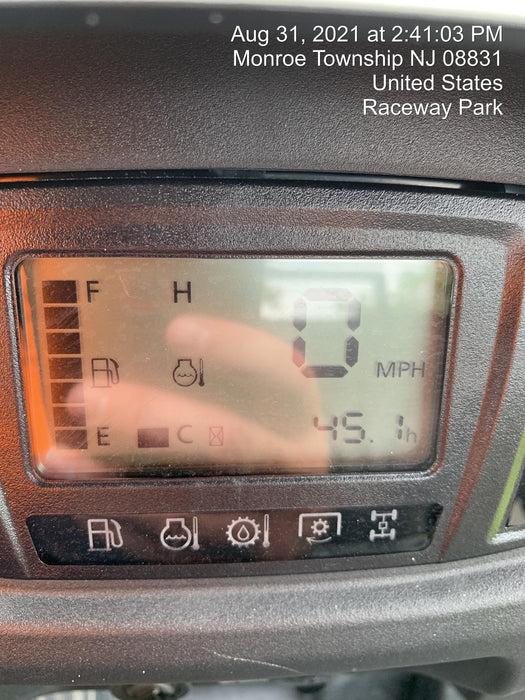 Aug 31, 2021 at 2:41:03 PM
Monroe Township NJ 08831
United States
Raceway Park
F H
0
MPH
E C
45.1h